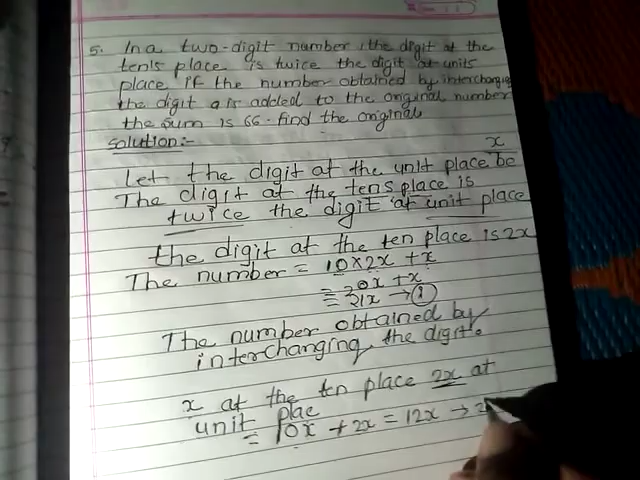 5. In a two-digit number, the digit at the
ten's place is twice the digit at units
place if the number obtained by interchanging
the digit a is added to the original number
the sum is 66. find the original
solution:-
Let the digit at the unit place be x
The digit at the tens place is
twice the digit at unit place
the digit at the ten place is 2x
The number = 10×2x + x
= 20x + x
= 21x → ①
The number obtained by
interchanging the digit.
x at the ten place 2x at
unit plac
= 10x + 2x = 12x → 2